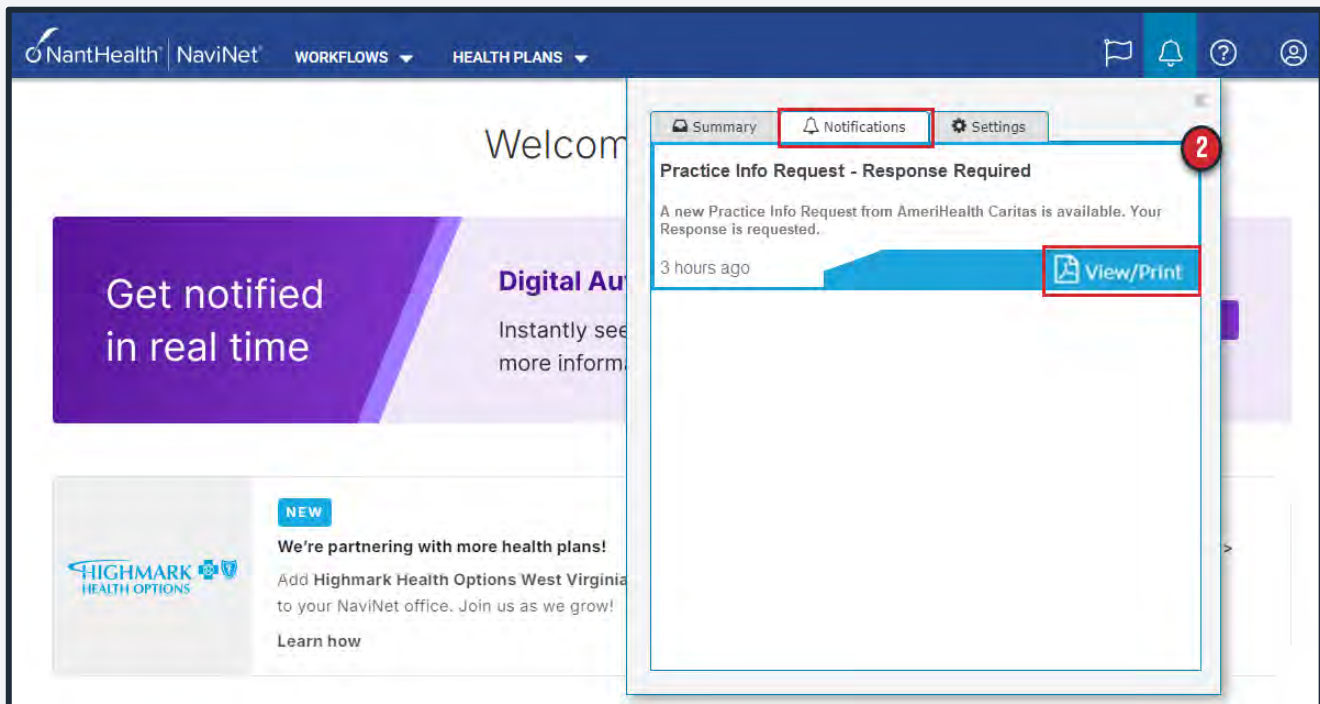 NantHealth® NaviNet®
WORKFLOWS
HEALTH PLANS
Welcom
Summary
Notifications
Settings
2
Practice Info Request - Response Required
A new Practice Info Request from AmeriHealth Caritas is available. Your
Response is requested.
3 hours ago
View/Print
Get notified
in real time
Digital Au
Instantly see
more inform
HIGHMARK
HEALTH OPTIONS
NEW
We're partnering with more health plans!
Add Highmark Health Options West Virginia
to your NaviNet office. Join us as we grow!
Learn how
>